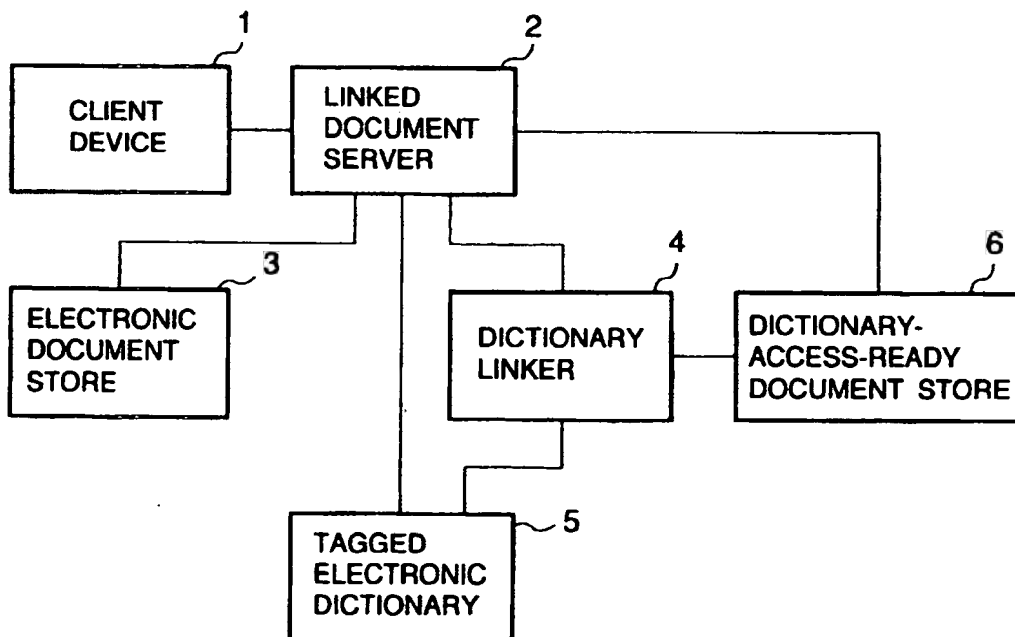 1
CLIENT
DEVICE
2
LINKED
DOCUMENT
SERVER
3
ELECTRONIC
DOCUMENT
STORE
4
DICTIONARY
LINKER
6
DICTIONARY-
ACCESS-READY
DOCUMENT STORE
5
TAGGED
ELECTRONIC
DICTIONARY